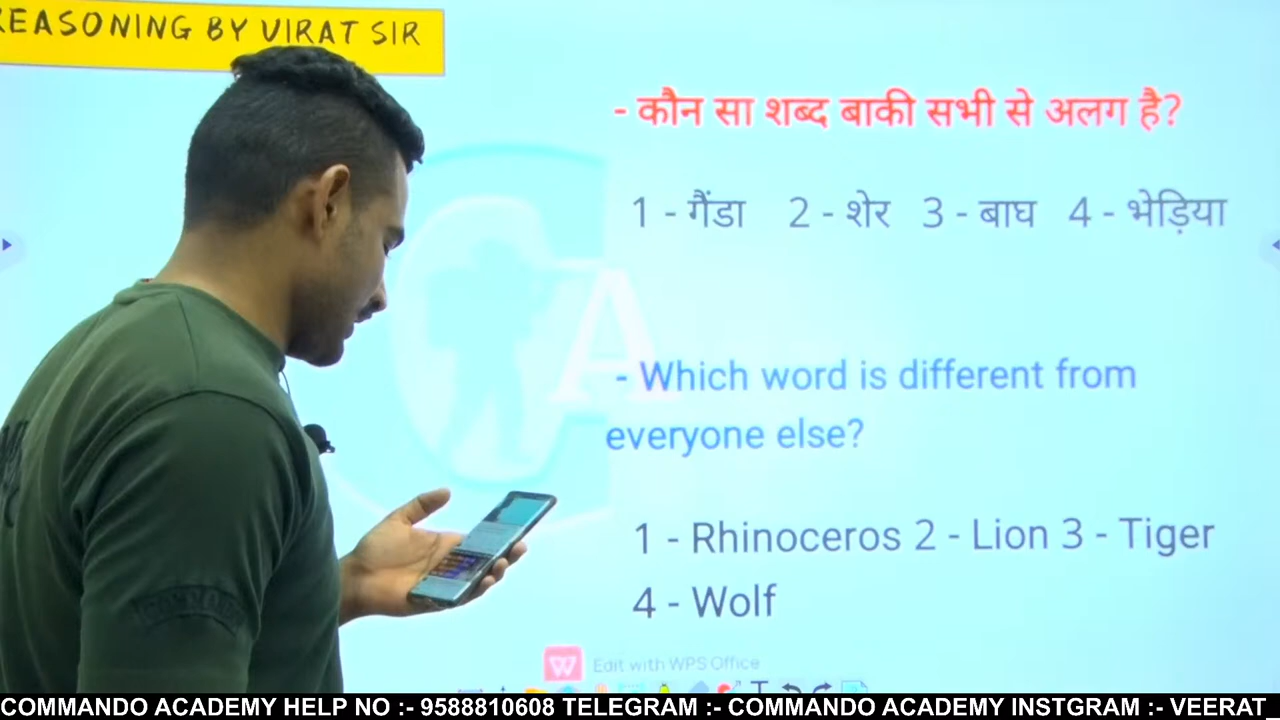 REASONING BY VIRAT SIR
- कौन सा शब्द बाकी सभी से अलग है?
1 - गैंडा 2 - शेर 3 - बाघ 4 - भेड़िया
A
- Which word is different from
everyone else?
1 - Rhinoceros 2 - Lion 3 - Tiger
4 - Wolf
W Edit with WPS Office
COMMANDO ACADEMY HELP NO :- 9588810608 TELEGRAM :- COMMANDO ACADEMY INSTGRAM :- VEERAT